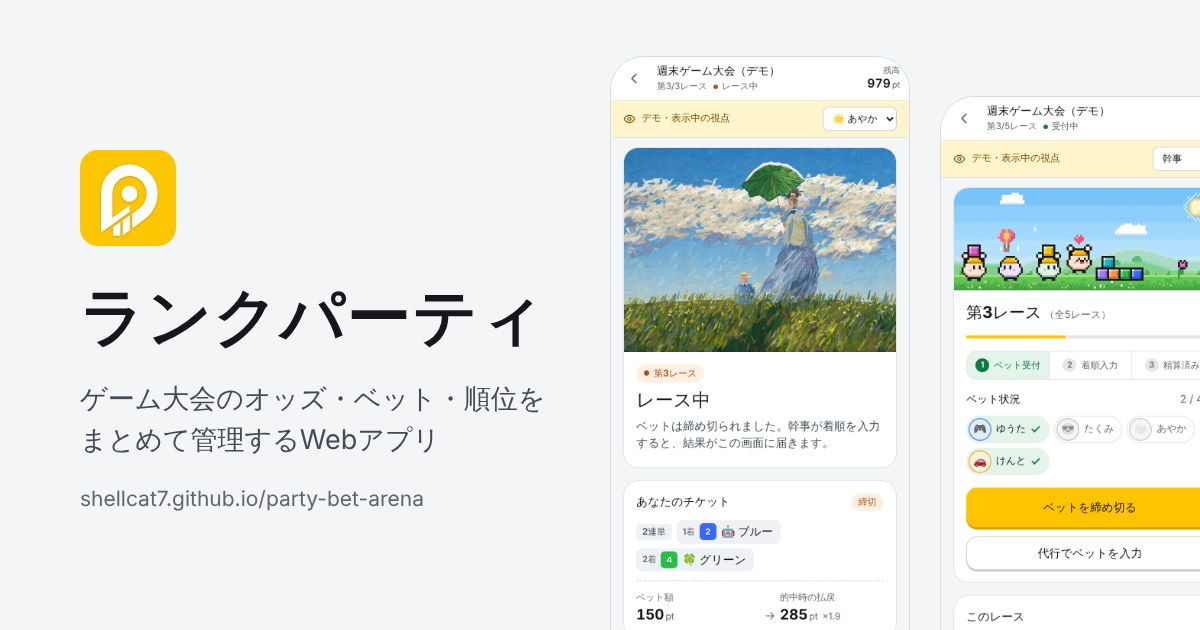 ランクパーティ
ゲーム大会のオッズ・ベット・順位を
まとめて管理するWebアプリ
shellcat7.github.io/party-bet-arena
週末ゲーム大会（デモ）
第3/3レース ● レース中
残高
979 pt
デモ・表示中の視点
あやか
第3レース
レース中
ベットは締め切られました。幹事が着順を入力
すると、結果がこの画面に届きます。
あなたのチケット
締切
2連単 1着 2 ブルー
2着 4 グリーン
ベット額
150 pt
的中時の払戻
→ 285 pt ×1.9
週末ゲーム大会（デモ）
第3/5レース ● 受付中
デモ・表示中の視点
幹事
第3レース （全5レース）
1 ベット受付
2 着順入力
3 精算済み
ベット状況
2 /
ゆうた ✓
たくみ
あやか
けんと ✓
ベットを締め切る
代行でベットを入力
このレース